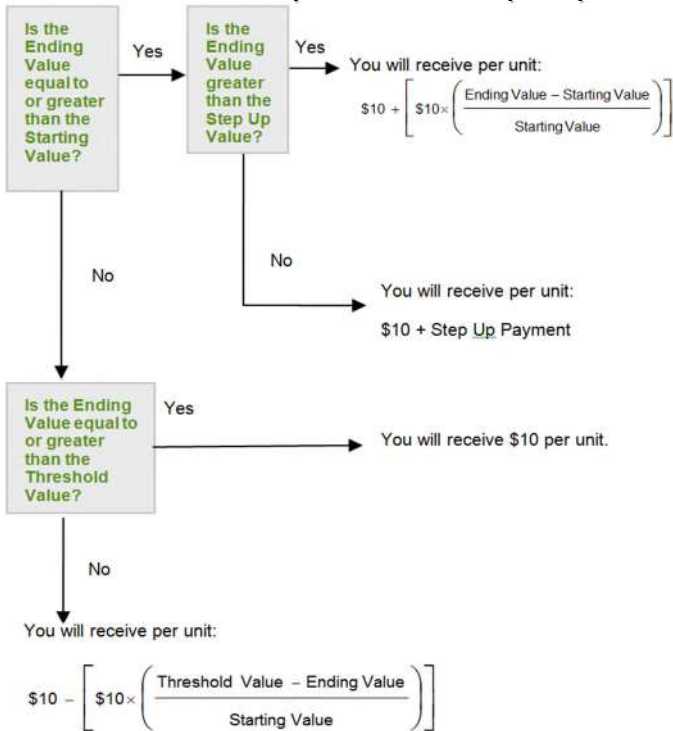 Is the
Ending
Value
equal to
or greater
than the
Starting
Value?
Yes
Is the
Ending
Value
greater
than the
Step Up
Value?
Yes
You will receive per unit:
$10 + [ $10× ( Ending Value – Starting Value
Starting Value ) ]
No
No
You will receive per unit:
$10 + Step Up Payment
Is the Ending
Value equal to
or greater
than the
Threshold
Value?
Yes
You will receive $10 per unit.
No
You will receive per unit:
$10 – [ $10× ( Threshold Value – Ending Value
Starting Value ) ]